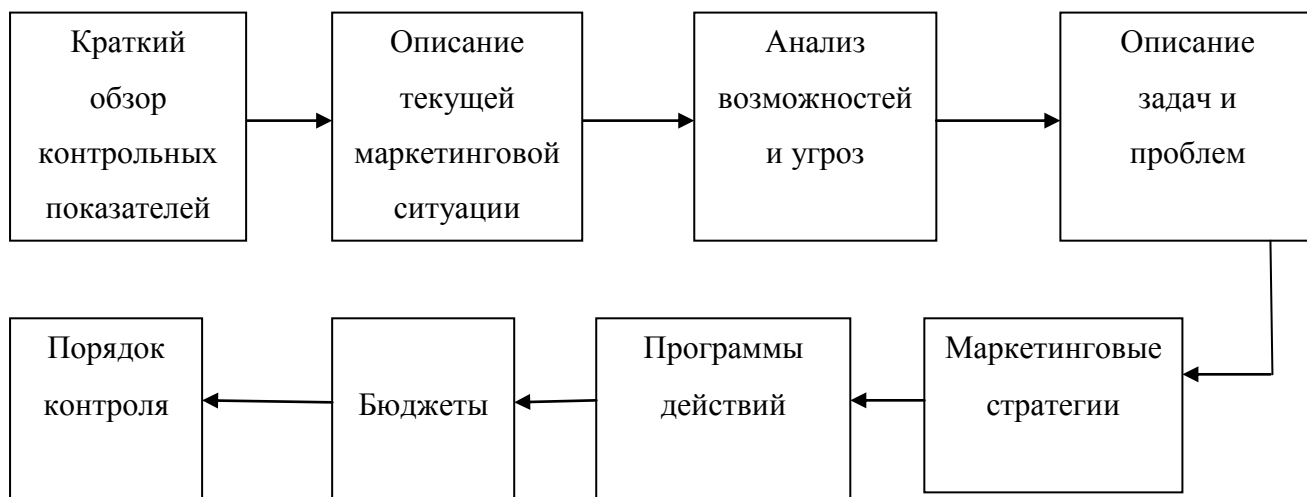 Краткий
обзор
контрольных
показателей
Описание
текущей
маркетинговой
ситуации
Анализ
возможностей
и угроз
Описание
задач и
проблем
Маркетинговые
стратегии
Программы
действий
Бюджеты
Порядок
контроля